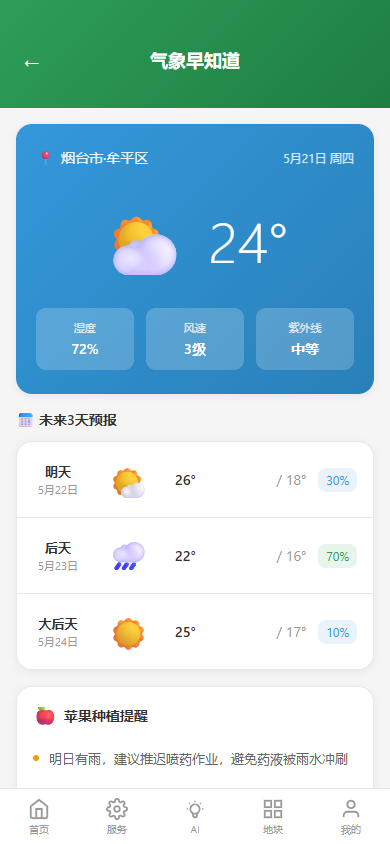 ← 气象早知道
烟台市·牟平区 5月21日 周四
24°
湿度 风速 紫外线
72% 3级 中等
未来3天预报
明天
5月22日
26° / 18° 30%
后天
5月23日
22° / 16° 70%
大后天
5月24日
25° / 17° 10%
苹果种植提醒
明日有雨，建议推迟喷药作业，避免药液被雨水冲刷
首页 服务 AI 地块 我的